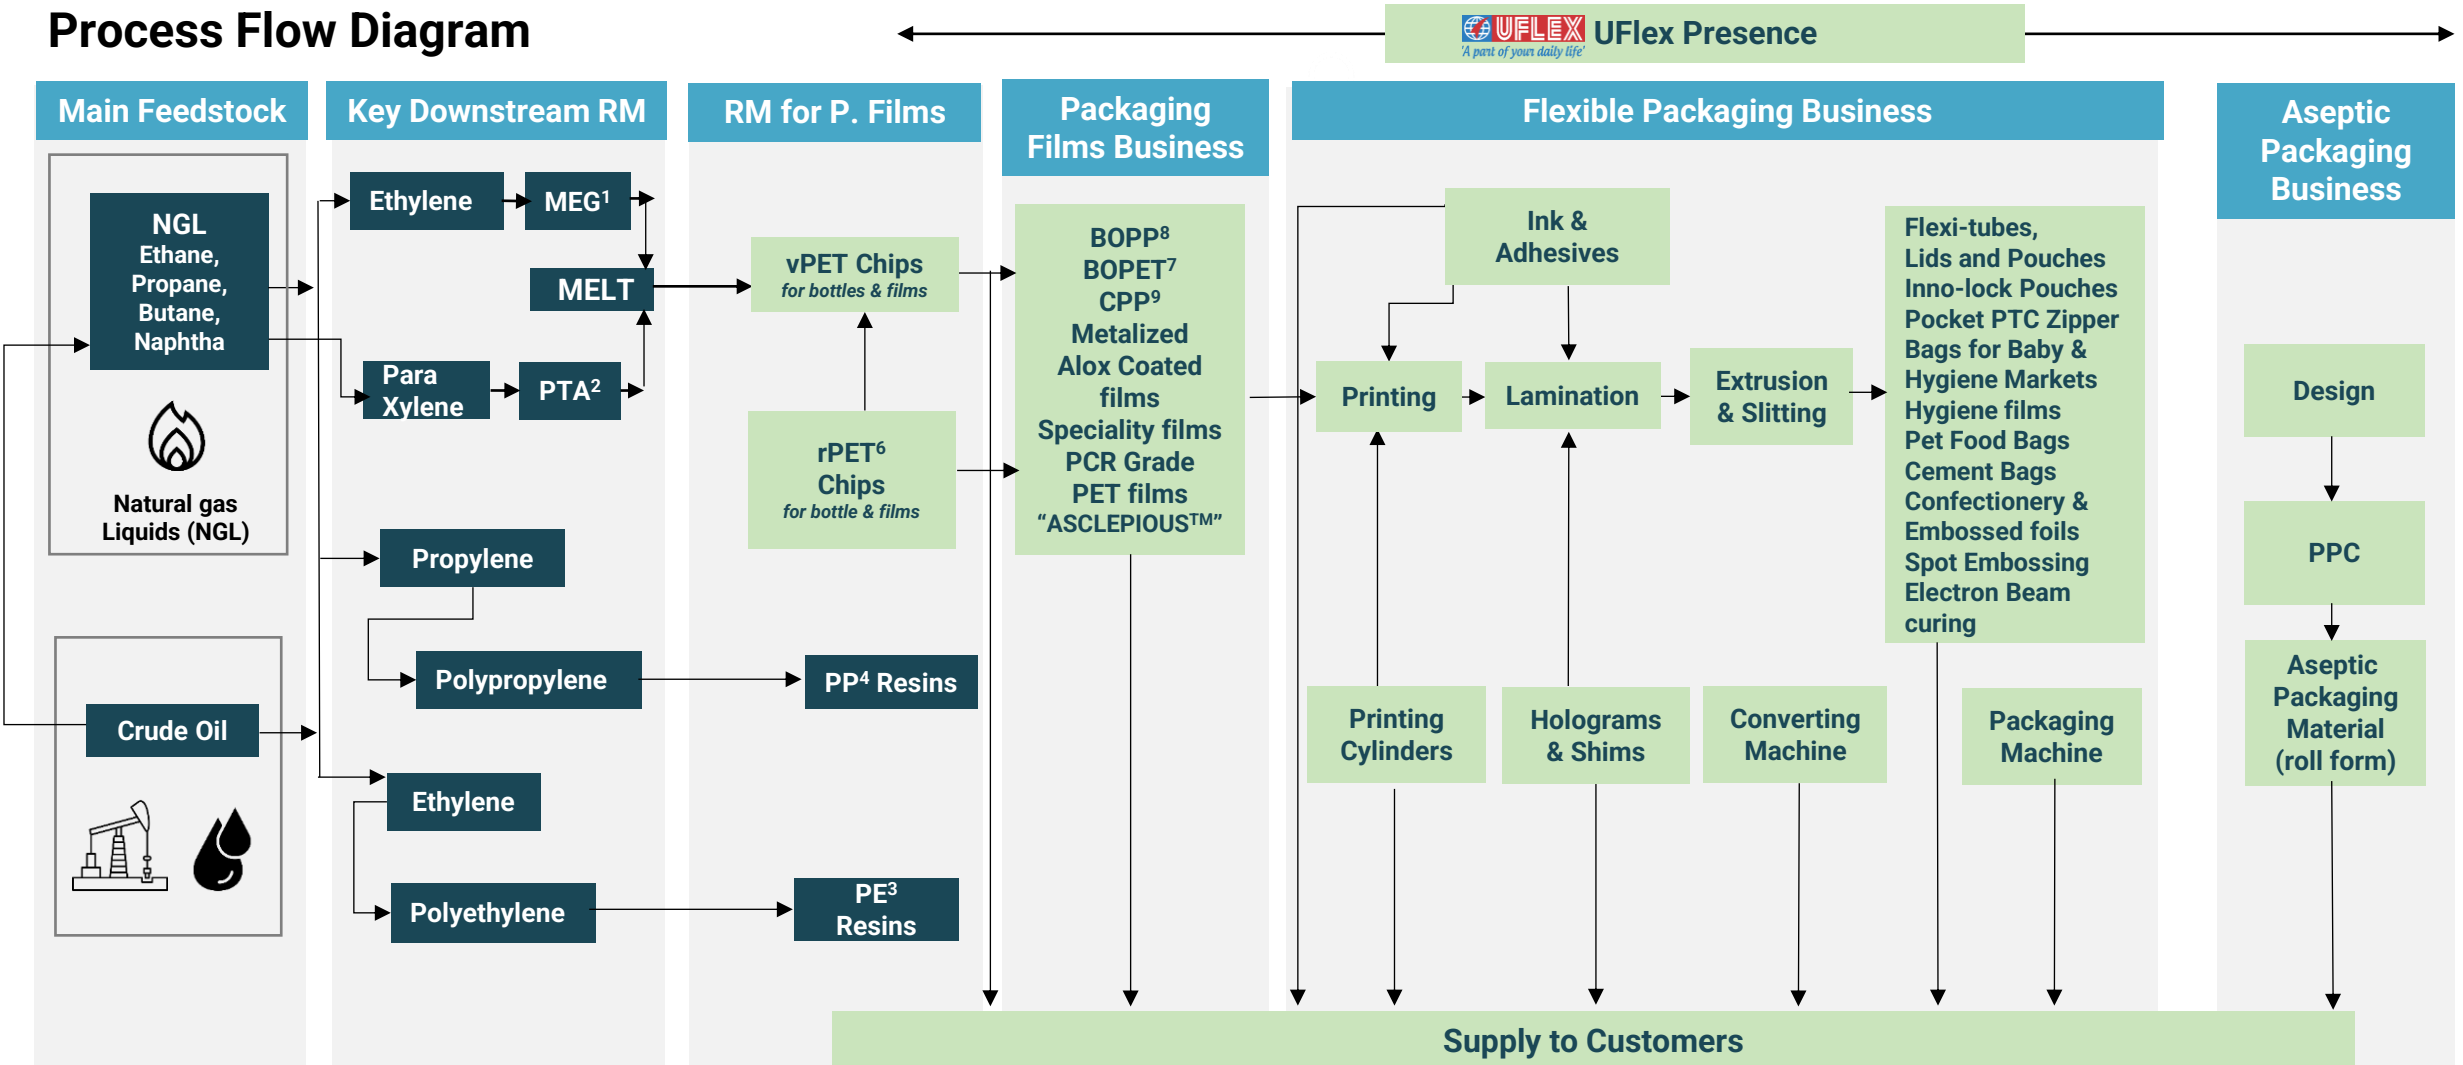 Process Flow Diagram
UFLEX
'A part of your daily life'
UFlex Presence
Main Feedstock
NGL
Ethane,
Propane,
Butane,
Naphtha
Natural gas
Liquids (NGL)
Crude Oil
Key Downstream RM
Ethylene
MEG¹
MELT
Para
Xylene
PTA²
Propylene
Polypropylene
Ethylene
Polyethylene
RM for P. Films
vPET Chips
for bottles & films
rPET⁶
Chips
for bottle & films
PP⁴ Resins
PE³
Resins
Packaging
Films Business
BOPP⁸
BOPET⁷
CPP⁹
Metalized
Alox Coated
films
Speciality films
PCR Grade
PET films
“ASCLEPIOUS™”
Flexible Packaging Business
Ink &
Adhesives
Printing
Lamination
Extrusion
& Slitting
Flexi-tubes,
Lids and Pouches
Inno-lock Pouches
Pocket PTC Zipper
Bags for Baby &
Hygiene Markets
Hygiene films
Pet Food Bags
Cement Bags
Confectionery &
Embossed foils
Spot Embossing
Electron Beam
curing
Printing
Cylinders
Holograms
& Shims
Converting
Machine
Packaging
Machine
Aseptic
Packaging
Business
Design
PPC
Aseptic
Packaging
Material
(roll form)
Supply to Customers